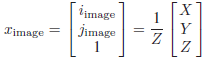 x_image = [i_image j_image 1] = 1/Z [X Y Z]